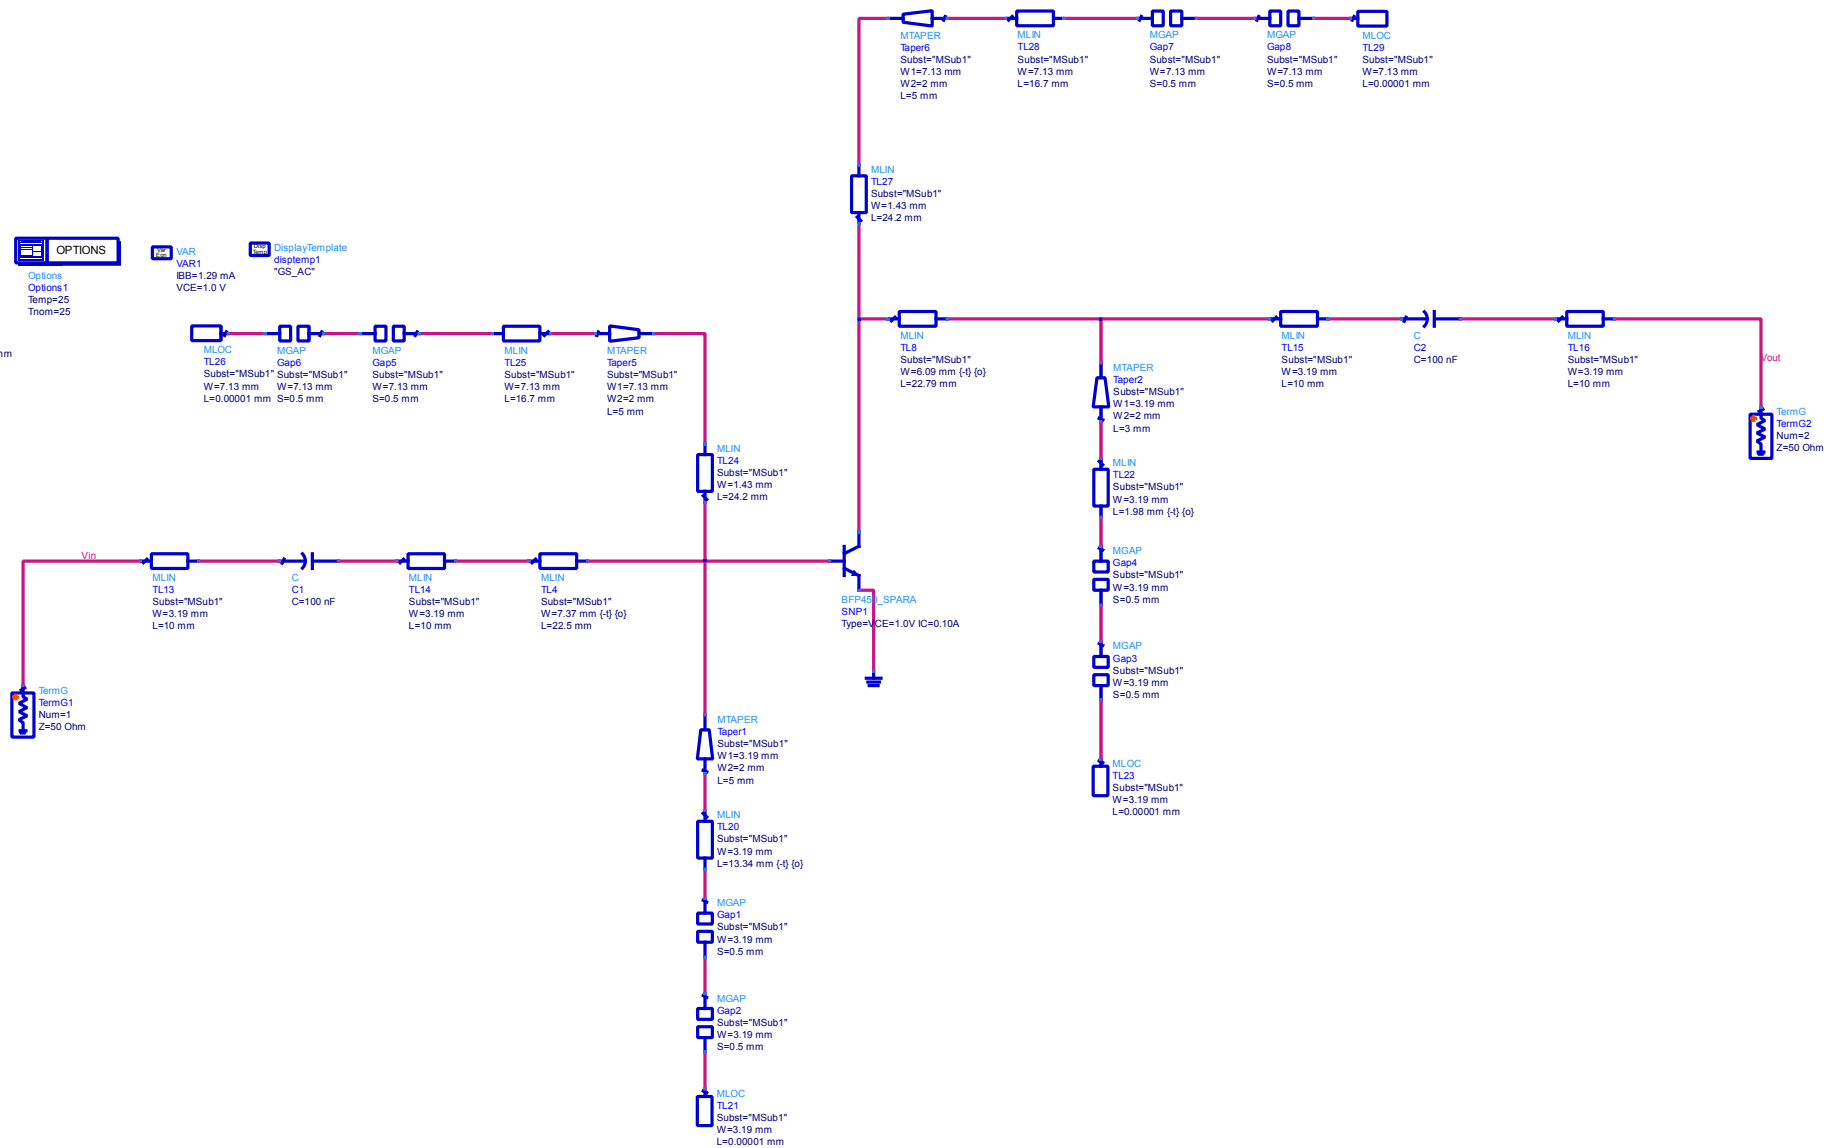 MTAPER
Taper6
Subst="MSub1"
W1=7.13 mm
W2=2 mm
L=5 mm
MLIN
TL28
Subst="MSub1"
W=7.13 mm
L=16.7 mm
MGAP
Gap7
Subst="MSub1"
W=7.13 mm
S=0.5 mm
MGAP
Gap8
Subst="MSub1"
W=7.13 mm
S=0.5 mm
MLOC
TL29
Subst="MSub1"
W=7.13 mm
L=0.00001 mm
MLIN
TL27
Subst="MSub1"
W=1.43 mm
L=24.2 mm
OPTIONS
Options
Options1
Temp=25
Tnom=25
VAR
VAR1
IBB=1.29 mA
VCE=1.0 V
DisplayTemplate
disptemp1
"GS_AC"
MLOC
TL26
Subst="MSub1"
W=7.13 mm
L=0.00001 mm
MGAP
Gap6
Subst="MSub1"
W=7.13 mm
S=0.5 mm
MGAP
Gap5
Subst="MSub1"
W=7.13 mm
S=0.5 mm
MLIN
TL25
Subst="MSub1"
W=7.13 mm
L=16.7 mm
MTAPER
Taper5
Subst="MSub1"
W1=7.13 mm
W2=2 mm
L=5 mm
MLIN
TL8
Subst="MSub1"
W=6.09 mm {-t} {o}
L=22.79 mm
MLIN
TL15
Subst="MSub1"
W=3.19 mm
L=10 mm
C
C2
C=100 nF
MLIN
TL16
Subst="MSub1"
W=3.19 mm
L=10 mm
Vout
MTAPER
Taper2
Subst="MSub1"
W1=3.19 mm
W2=2 mm
L=3 mm
TermG
TermG2
Num=2
Z=50 Ohm
MLIN
TL24
Subst="MSub1"
W=1.43 mm
L=24.2 mm
MLIN
TL22
Subst="MSub1"
W=3.19 mm
L=1.98 mm {-t} {o}
Vin
MLIN
TL13
Subst="MSub1"
W=3.19 mm
L=10 mm
C
C1
C=100 nF
MLIN
TL14
Subst="MSub1"
W=3.19 mm
L=10 mm
MLIN
TL4
Subst="MSub1"
W=7.37 mm {-t} {o}
L=22.5 mm
BFP450_SPARA
SNP1
Type=VCE=1.0V IC=0.10A
MGAP
Gap4
Subst="MSub1"
W=3.19 mm
S=0.5 mm
MGAP
Gap3
Subst="MSub1"
W=3.19 mm
S=0.5 mm
TermG
TermG1
Num=1
Z=50 Ohm
MTAPER
Taper1
Subst="MSub1"
W1=3.19 mm
W2=2 mm
L=5 mm
MLOC
TL23
Subst="MSub1"
W=3.19 mm
L=0.00001 mm
MLIN
TL20
Subst="MSub1"
W=3.19 mm
L=13.34 mm {-t} {o}
MGAP
Gap1
Subst="MSub1"
W=3.19 mm
S=0.5 mm
MGAP
Gap2
Subst="MSub1"
W=3.19 mm
S=0.5 mm
MLOC
TL21
Subst="MSub1"
W=3.19 mm
L=0.00001 mm